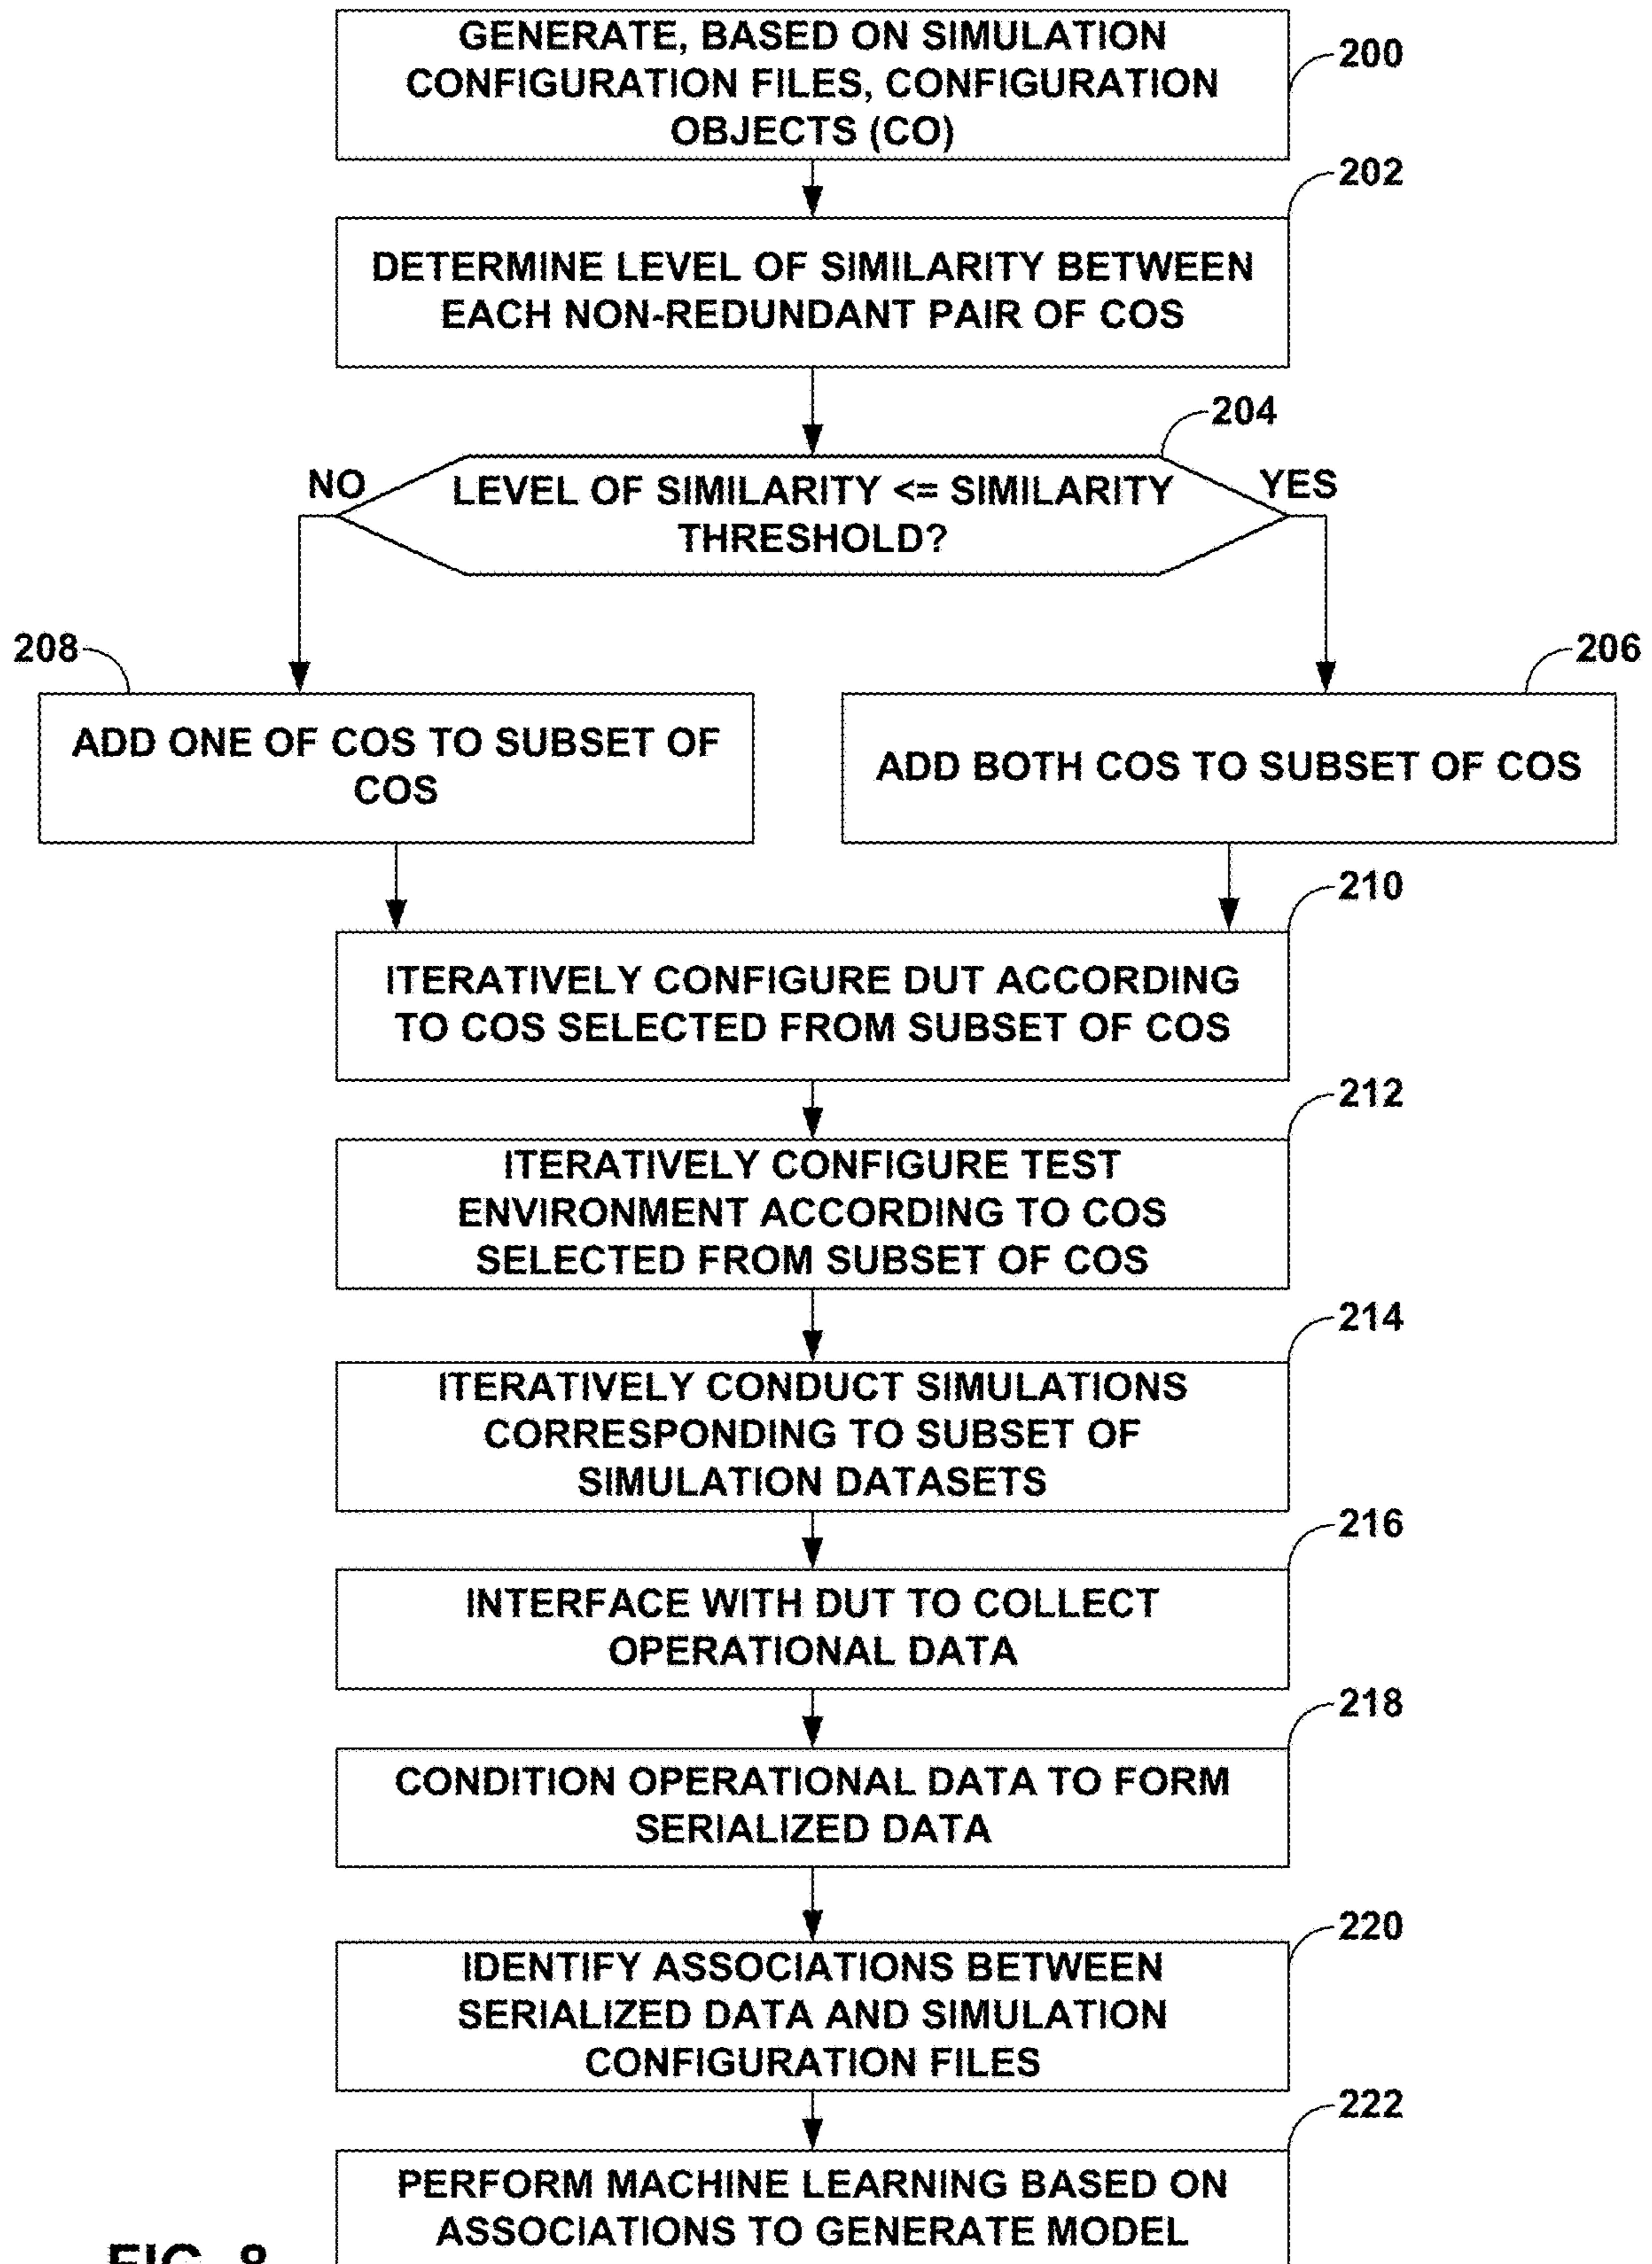 GENERATE, BASED ON SIMULATION
CONFIGURATION FILES, CONFIGURATION
OBJECTS (CO)
200
202
DETERMINE LEVEL OF SIMILARITY BETWEEN
EACH NON-REDUNDANT PAIR OF COS
204
NO
LEVEL OF SIMILARITY <= SIMILARITY
THRESHOLD?
YES
208
206
ADD ONE OF COS TO SUBSET OF
COS
ADD BOTH COS TO SUBSET OF COS
210
ITERATIVELY CONFIGURE DUT ACCORDING
TO COS SELECTED FROM SUBSET OF COS
212
ITERATIVELY CONFIGURE TEST
ENVIRONMENT ACCORDING TO COS
SELECTED FROM SUBSET OF COS
214
ITERATIVELY CONDUCT SIMULATIONS
CORRESPONDING TO SUBSET OF
SIMULATION DATASETS
216
INTERFACE WITH DUT TO COLLECT
OPERATIONAL DATA
218
CONDITION OPERATIONAL DATA TO FORM
SERIALIZED DATA
220
IDENTIFY ASSOCIATIONS BETWEEN
SERIALIZED DATA AND SIMULATION
CONFIGURATION FILES
222
PERFORM MACHINE LEARNING BASED ON
ASSOCIATIONS TO GENERATE MODEL
FIG. 8